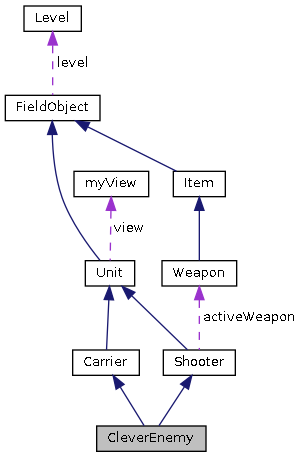 Level
level
FieldObject
myView
Item
view
Unit
Weapon
activeWeapon
Carrier
Shooter
CleverEnemy